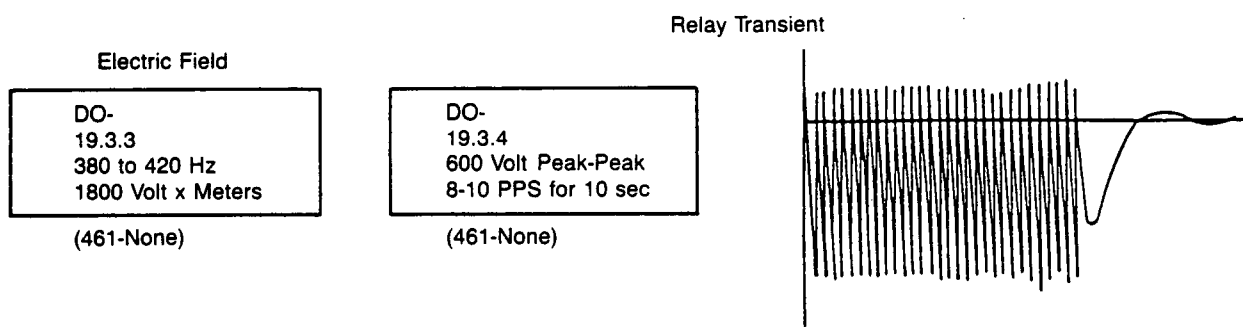 Relay Transient
Electric Field
DO-
19.3.3
380 to 420 Hz
1800 Volt x Meters
(461-None)
DO-
19.3.4
600 Volt Peak-Peak
8-10 PPS for 10 sec
(461-None)